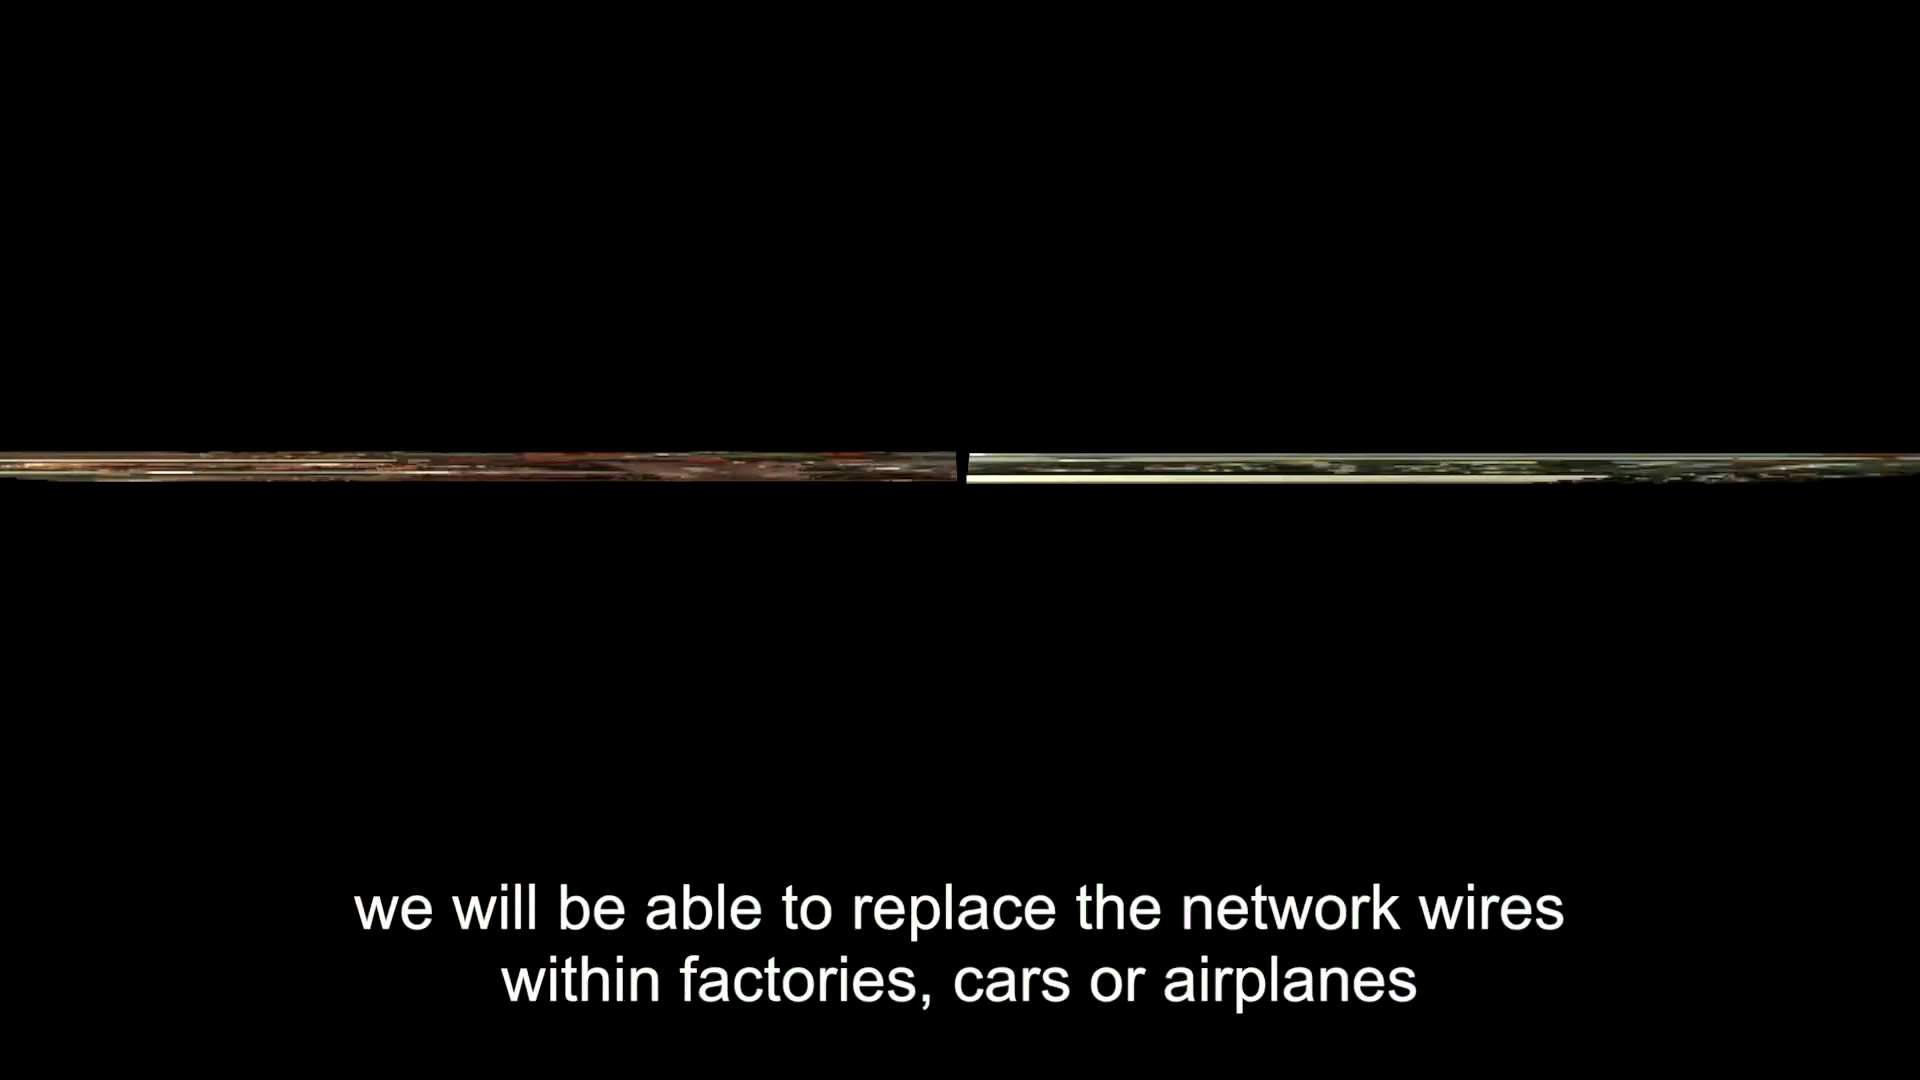 we will be able to replace the network wires
within factories, cars or airplanes